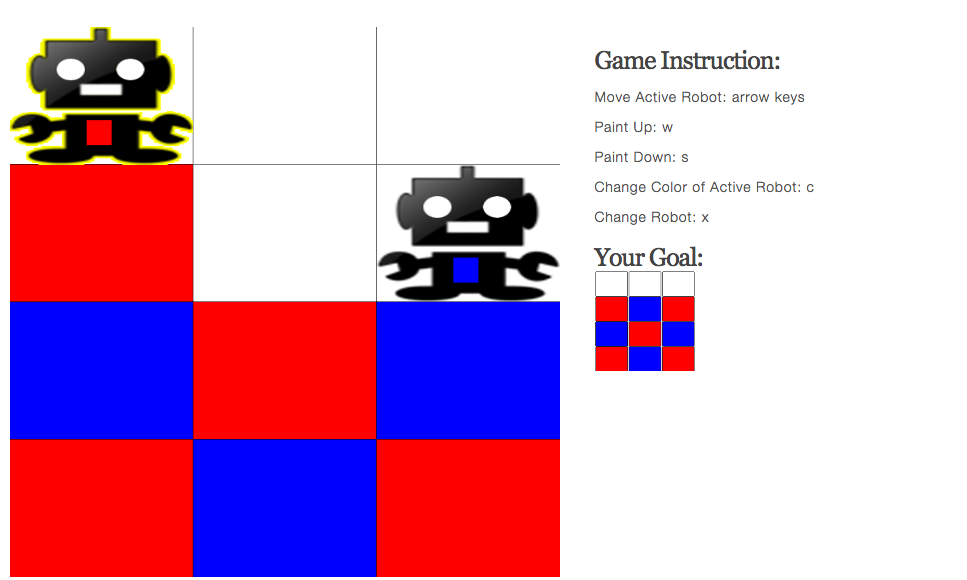 Game Instruction:
Move Active Robot: arrow keys
Paint Up: w
Paint Down: s
Change Color of Active Robot: c
Change Robot: x
Your Goal: